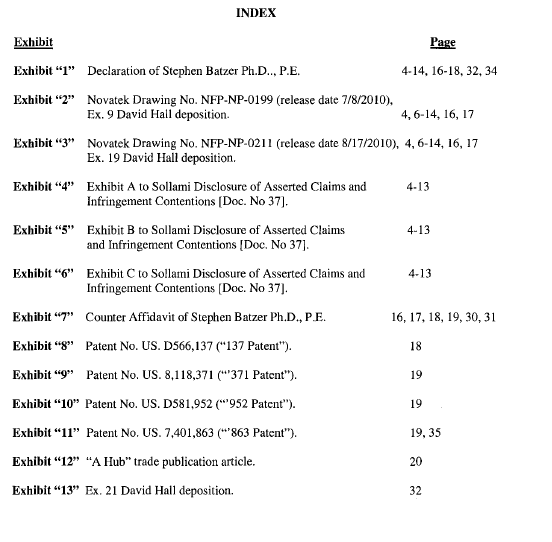 INDEX
Exhibit Page
Exhibit “1” Declaration of Stephen Batzer Ph.D.., P.E. 4-14, 16-18, 32, 34
Exhibit “2” Novatek Drawing No. NFP-NP-0199 (release date 7/8/2010),
Ex. 9 David Hall deposition. 4, 6-14, 16, 17
Exhibit “3” Novatek Drawing No. NFP-NP-0211 (release date 8/17/2010), 4, 6-14, 16, 17
Ex. 19 David Hall deposition.
Exhibit “4” Exhibit A to Sollami Disclosure of Asserted Claims and 4-13
Infringement Contentions [Doc. No 37].
Exhibit “5” Exhibit B to Sollami Disclosure of Asserted Claims 4-13
and Infringement Contentions [Doc. No 37].
Exhibit “6” Exhibit C to Sollami Disclosure of Asserted Claims and 4-13
Infringement Contentions [Doc. No 37].
Exhibit “7” Counter Affidavit of Stephen Batzer Ph.D., P.E. 16, 17, 18, 19, 30, 31
Exhibit “8” Patent No. US. D566,137 (“137 Patent”). 18
Exhibit “9” Patent No. US. 8,118,371 (“’371 Patent”). 19
Exhibit “10” Patent No. US. D581,952 (“’952 Patent”). 19
Exhibit “11” Patent No. US. 7,401,863 (“’863 Patent”). 19, 35
Exhibit “12” “A Hub” trade publication article. 20
Exhibit “13” Ex. 21 David Hall deposition. 32